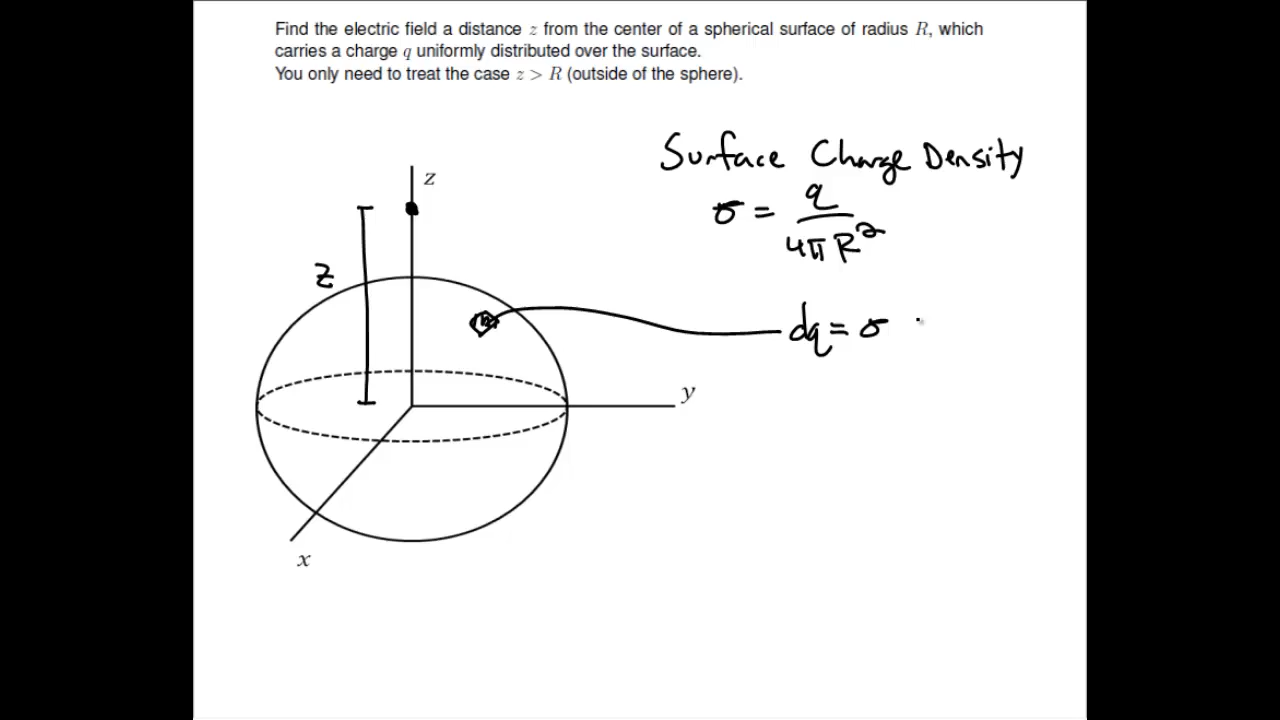 Find the electric field a distance z from the center of a spherical surface of radius R, which
carries a charge q uniformly distributed over the surface.
You only need to treat the case z > R (outside of the sphere).
Surface Charge Density
σ = q / 4πR²
z
z
dq = σ
y
x